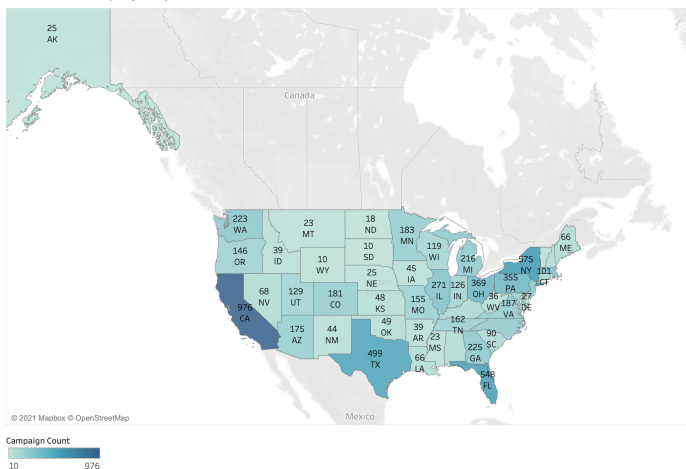 25
AK
Canada
223
WA
146
OR
39
ID
23
MT
10
WY
18
ND
10
SD
25
NE
183
MN
119
WI
216
MI
45
IA
68
NV
129
UT
181
CO
48
KS
155
MO
271
IL
126
IN
369
OH
575
NY
355
PA
66
ME
101
CT
36
WV
187
VA
27
DE
976
CA
175
AZ
44
NM
49
OK
39
AR
162
TN
90
SC
23
MS
225
GA
499
TX
66
LA
548
FL
Mexico
© 2021 Mapbox © OpenStreetMap
Campaign Count
10 976